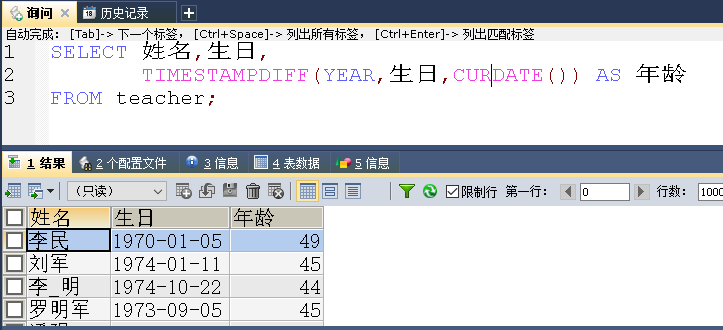 询问 历史记录
自动完成: [Tab]-> 下一个标签, [Ctrl+Space]-> 列出所有标签, [Ctrl+Enter]-> 列出匹配标签
1 SELECT 姓名,生日,
2 TIMESTAMPDIFF(YEAR,生日,CURDATE()) AS 年龄
3 FROM teacher;
1 结果 2 个配置文件 3 信息 4 表数据 5 信息
(只读) 限制行 第一行: 0 行数: 1000
姓名 生日 年龄
李民 1970-01-05 49
刘军 1974-01-11 45
李_明 1974-10-22 44
罗明军 1973-09-05 45